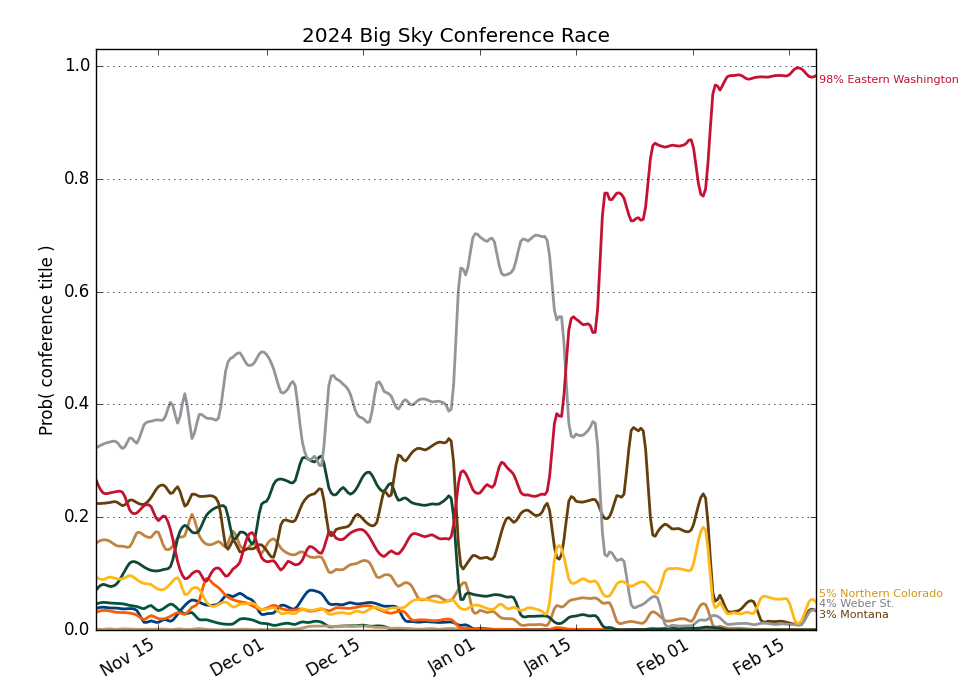 2024 Big Sky Conference Race
Prob( conference title )
1.0
0.8
0.6
0.4
0.2
0.0
Nov 15
Dec 01
Dec 15
Jan 01
Jan 15
Feb 01
Feb 15
98% Eastern Washington
5% Northern Colorado
4% Weber St.
3% Montana